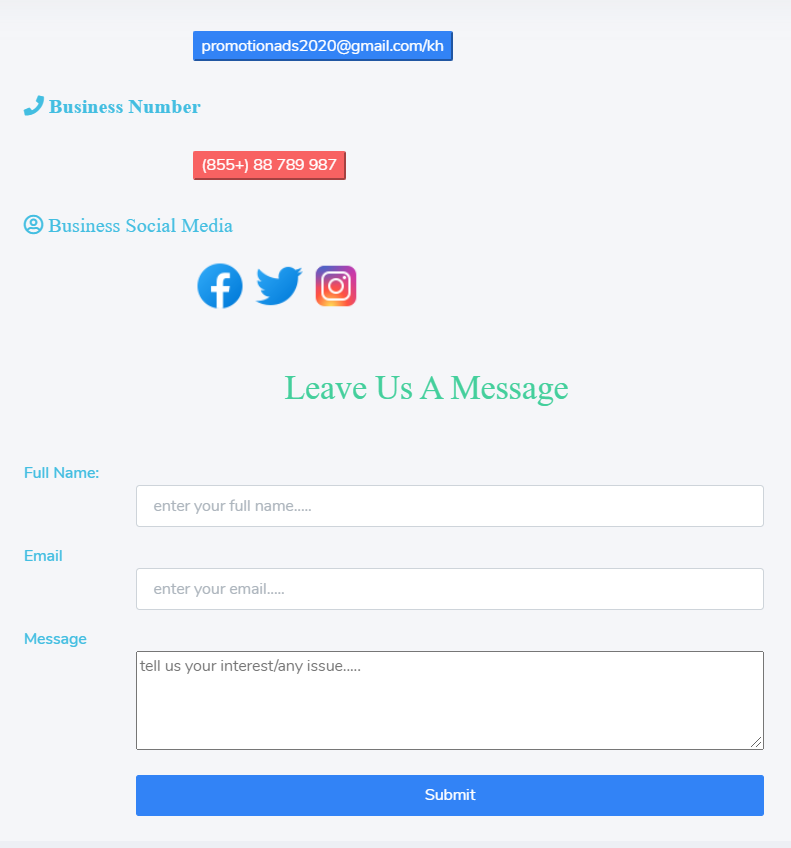 promotionads2020@gmail.com/kh
Business Number
(855+) 88 789 987
Business Social Media
Leave Us A Message
Full Name:
enter your full name.....
Email
enter your email.....
Message
tell us your interest/any issue.....
Submit